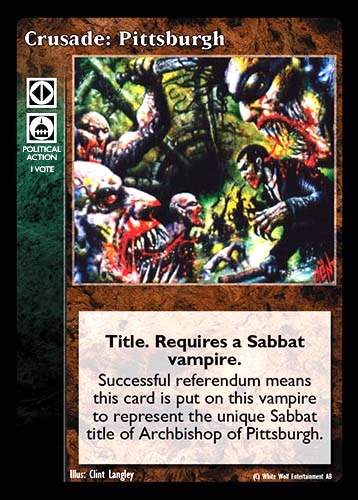 Crusade: Pittsburgh
POLITICAL
ACTION
1 VOTE
Title. Requires a Sabbat
vampire.
Successful referendum means
this card is put on this vampire
to represent the unique Sabbat
title of Archbishop of Pittsburgh.
Illus: Clint Langley
(C) White Wolf Entertainment AB